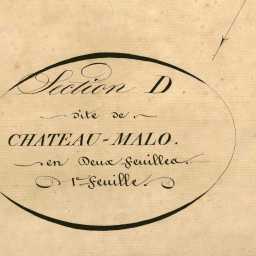 Section D
dite de
CHATEAU-MALO.
en Deux feuilles.
1re feuille.